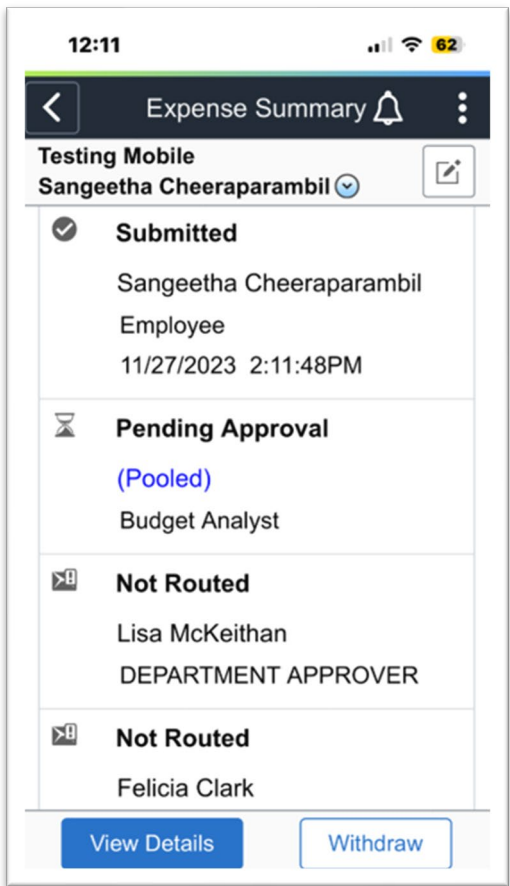 12:11
62
Expense Summary
Testing Mobile
Sangeetha Cheeraparambil
Submitted
Sangeetha Cheeraparambil
Employee
11/27/2023 2:11:48PM
Pending Approval
(Pooled)
Budget Analyst
Not Routed
Lisa McKeithan
DEPARTMENT APPROVER
Not Routed
Felicia Clark
View Details
Withdraw